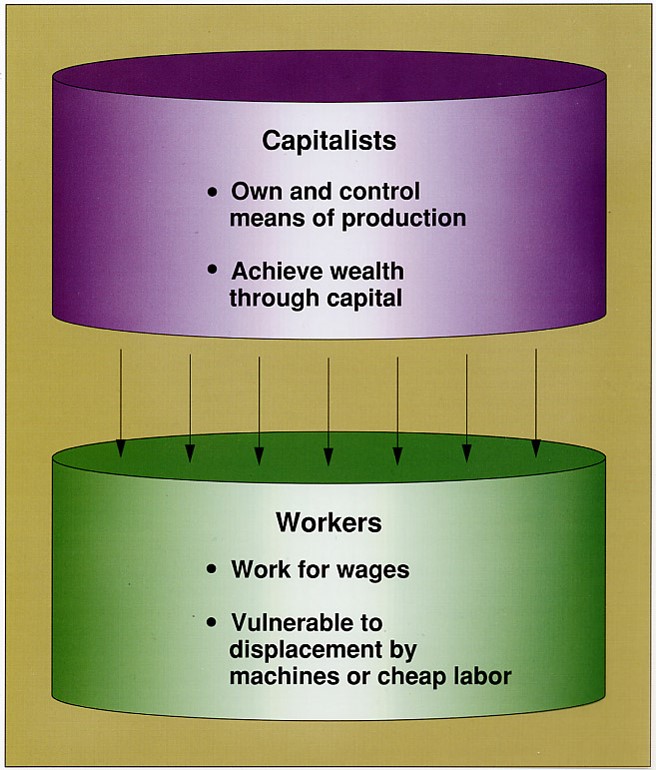 Capitalists
• Own and control
means of production
• Achieve wealth
through capital
Workers
• Work for wages
• Vulnerable to
displacement by
machines or cheap labor